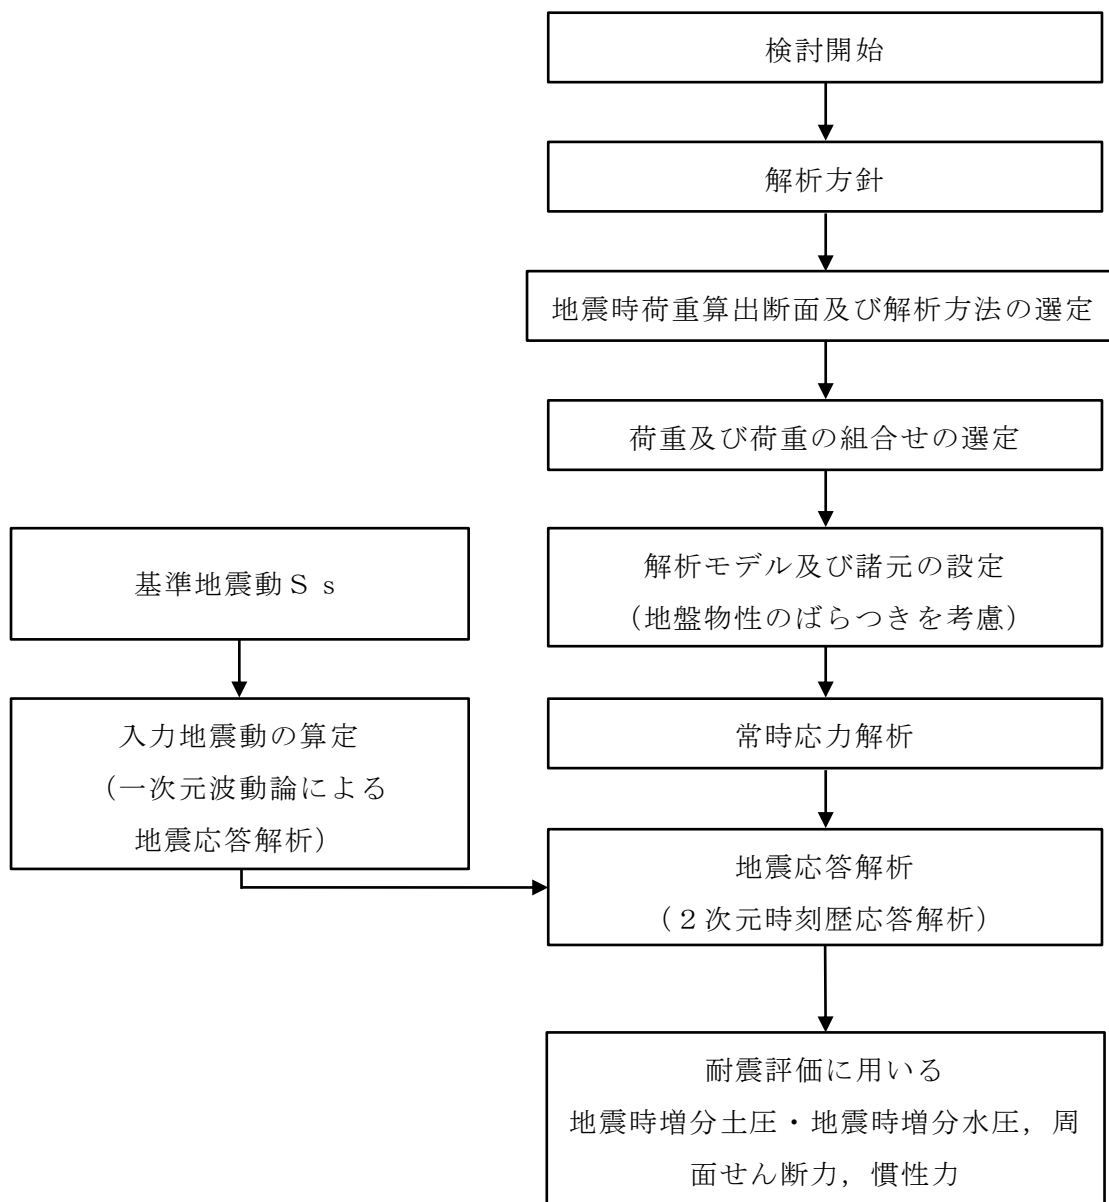 検討開始
解析方針
地震時荷重算出断面及び解析方法の選定
荷重及び荷重の組合せの選定
基準地震動Ｓｓ
解析モデル及び諸元の設定
（地盤物性のばらつきを考慮）
入力地震動の算定
（一次元波動論による
地震応答解析）
常時応力解析
地震応答解析
（２次元時刻歴応答解析）
耐震評価に用いる
地震時増分土圧・地震時増分水圧，周
面せん断力，慣性力